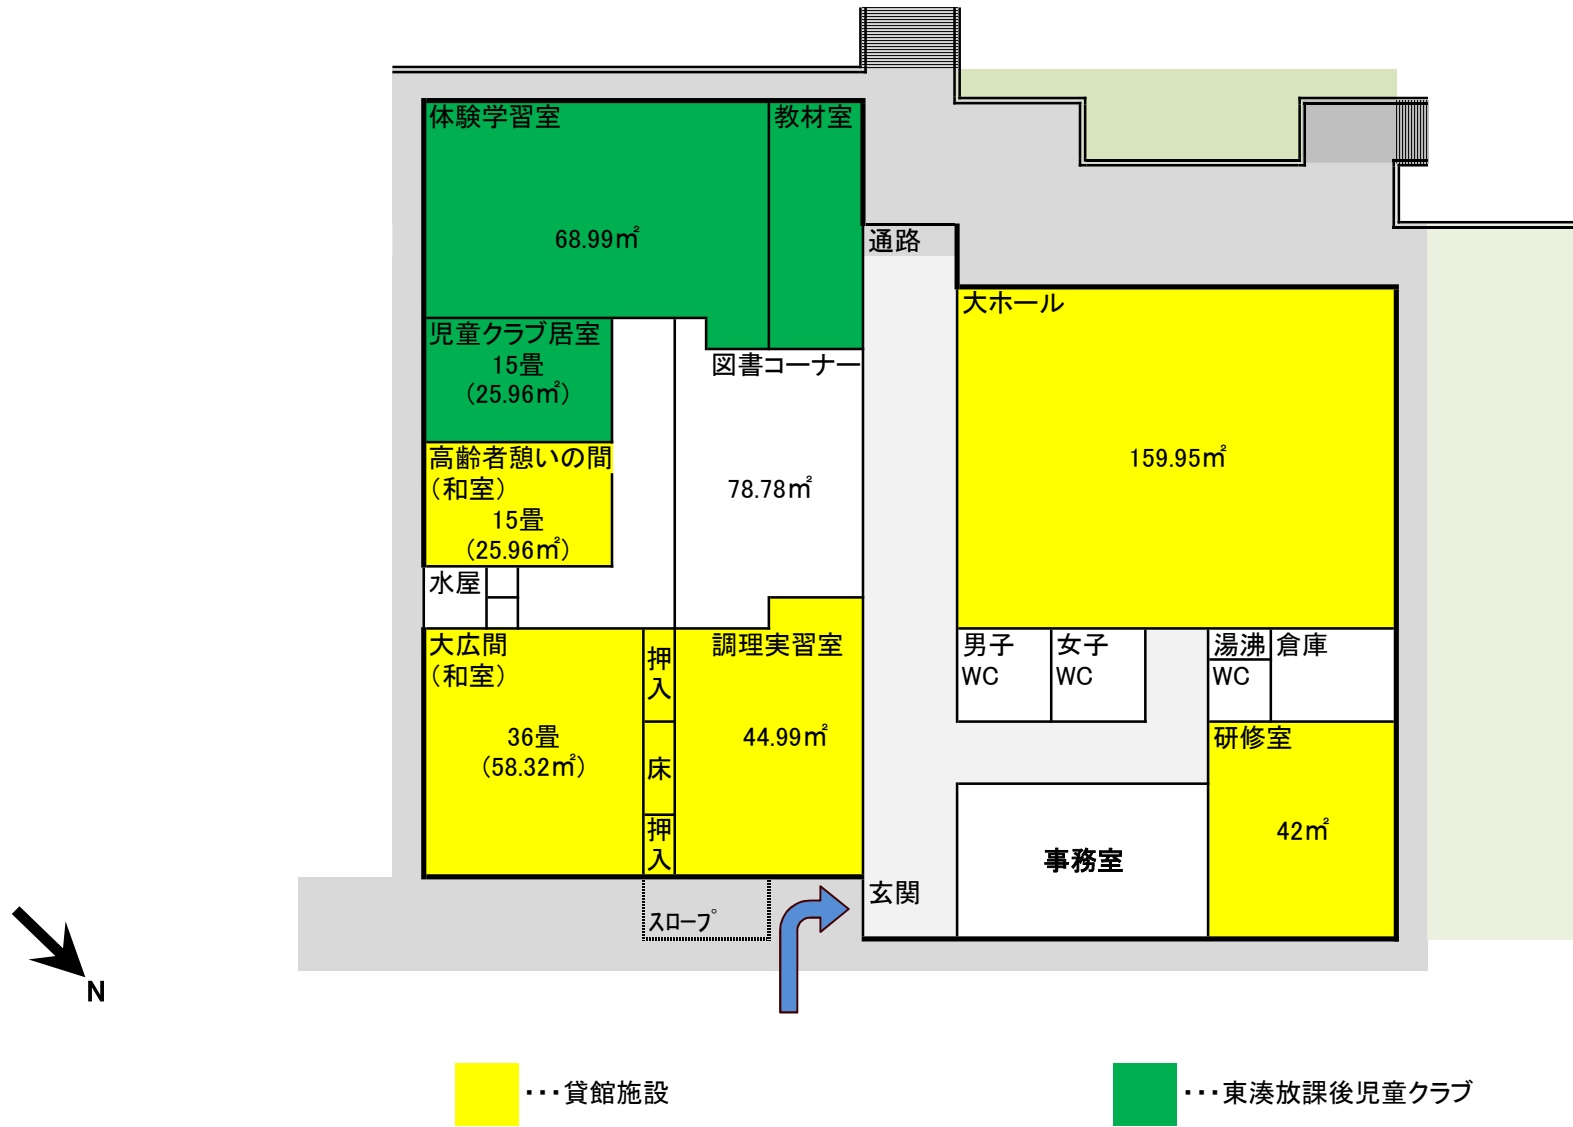 体験学習室
教材室
68.99㎡
通路
大ホール
児童クラブ居室
15畳
(25.96㎡)
図書コーナー
高齢者憩いの間
(和室)
15畳
(25.96㎡)
78.78㎡
159.95㎡
水屋
大広間
(和室)
36畳
(58.32㎡)
押入
床
押入
調理実習室
44.99㎡
男子
WC
女子
WC
湯沸
WC
倉庫
研修室
42㎡
事務室
玄関
スロープ
N
・・・貸館施設
・・・東湊放課後児童クラブ